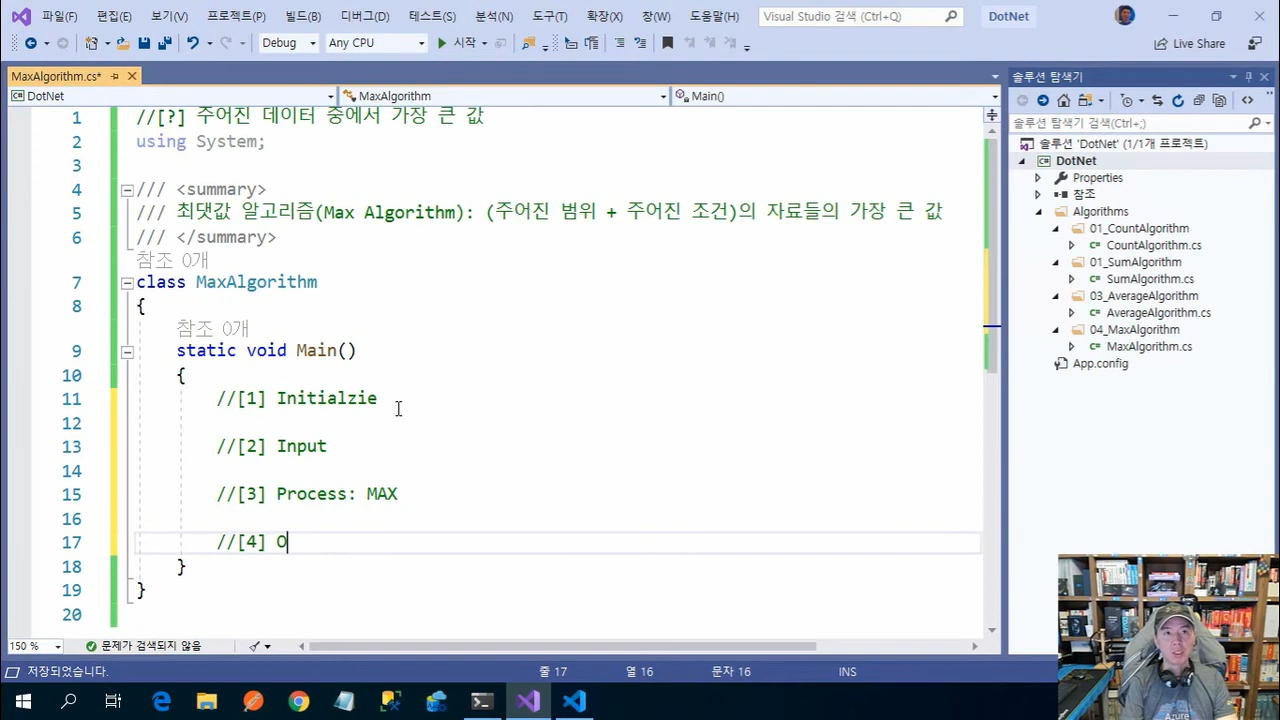 파일(F) 편집(E) 보기(V) 프로젝트(P) 빌드(B) 디버그(D) 테스트(S) 분석(N) 도구(T) 확장(X) 창(W) 도움말(H) Visual Studio 검색 (Ctrl+Q) DotNet
Debug Any CPU 시작 Live Share
MaxAlgorithm.cs*
DotNet MaxAlgorithm Main()
1 //[?] 주어진 데이터 중에서 가장 큰 값
2 using System;
3
4 /// <summary>
5 /// 최댓값 알고리즘(Max Algorithm): (주어진 범위 + 주어진 조건)의 자료들의 가장 큰 값
6 /// </summary>
참조 0개
7 class MaxAlgorithm
8 {
참조 0개
9 static void Main()
10 {
11 //[1] Initialzie
12
13 //[2] Input
14
15 //[3] Process: MAX
16
17 //[4] O
18 }
19 }
20
150 % 문제가 검색되지 않음
저장되었습니다. 줄 17 열 16 문자 16 INS
솔루션 탐색기
솔루션 탐색기 검색(Ctrl+;)
솔루션 'DotNet' (1/1개 프로젝트)
DotNet
Properties
참조
Algorithms
01_CountAlgorithm
CountAlgorithm.cs
01_SumAlgorithm
SumAlgorithm.cs
03_AverageAlgorithm
AverageAlgorithm.cs
04_MaxAlgorithm
MaxAlgorithm.cs
App.config
Azure